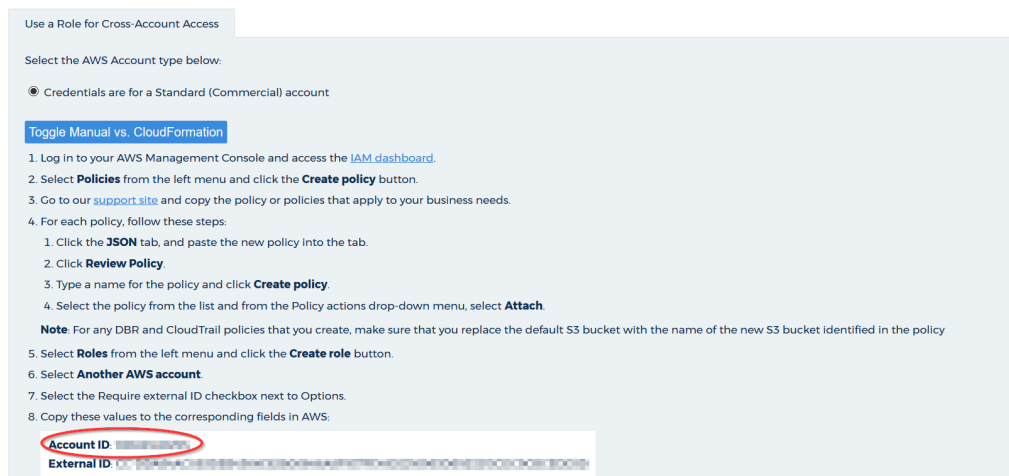 Use a Role for Cross-Account Access
Select the AWS Account type below:
Credentials are for a Standard (Commercial) account
Toggle Manual vs. CloudFormation
1. Log in to your AWS Management Console and access the IAM dashboard.
2. Select Policies from the left menu and click the Create policy button.
3. Go to our support site and copy the policy or policies that apply to your business needs.
4. For each policy, follow these steps:
1. Click the JSON tab, and paste the new policy into the tab.
2. Click Review Policy.
3. Type a name for the policy and click Create policy.
4. Select the policy from the list and from the Policy actions drop-down menu, select Attach.
Note: For any DBR and CloudTrail policies that you create, make sure that you replace the default S3 bucket with the name of the new S3 bucket identified in the policy
5. Select Roles from the left menu and click the Create role button.
6. Select Another AWS account.
7. Select the Require external ID checkbox next to Options.
8. Copy these values to the corresponding fields in AWS:
Account ID:
External ID: